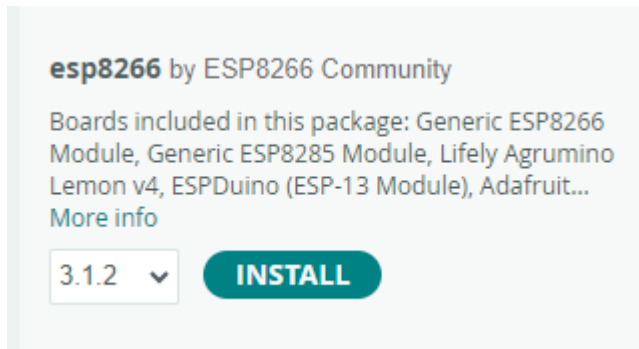 esp8266 by ESP8266 Community
Boards included in this package: Generic ESP8266
Module, Generic ESP8285 Module, Lifely Agrumino
Lemon v4, ESPDuino (ESP-13 Module), Adafruit...
More info
3.1.2 INSTALL